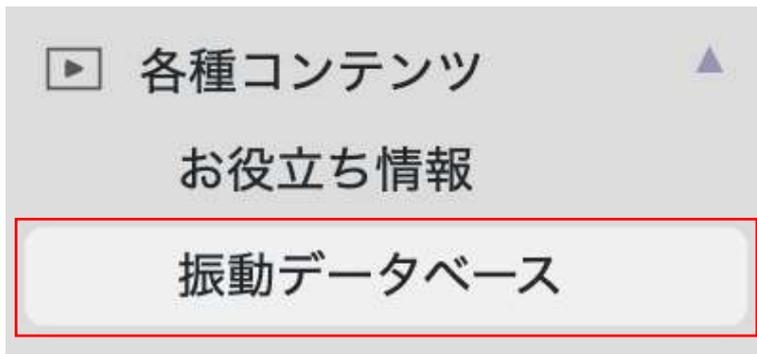 各種コンテンツ
お役立ち情報
振動データベース